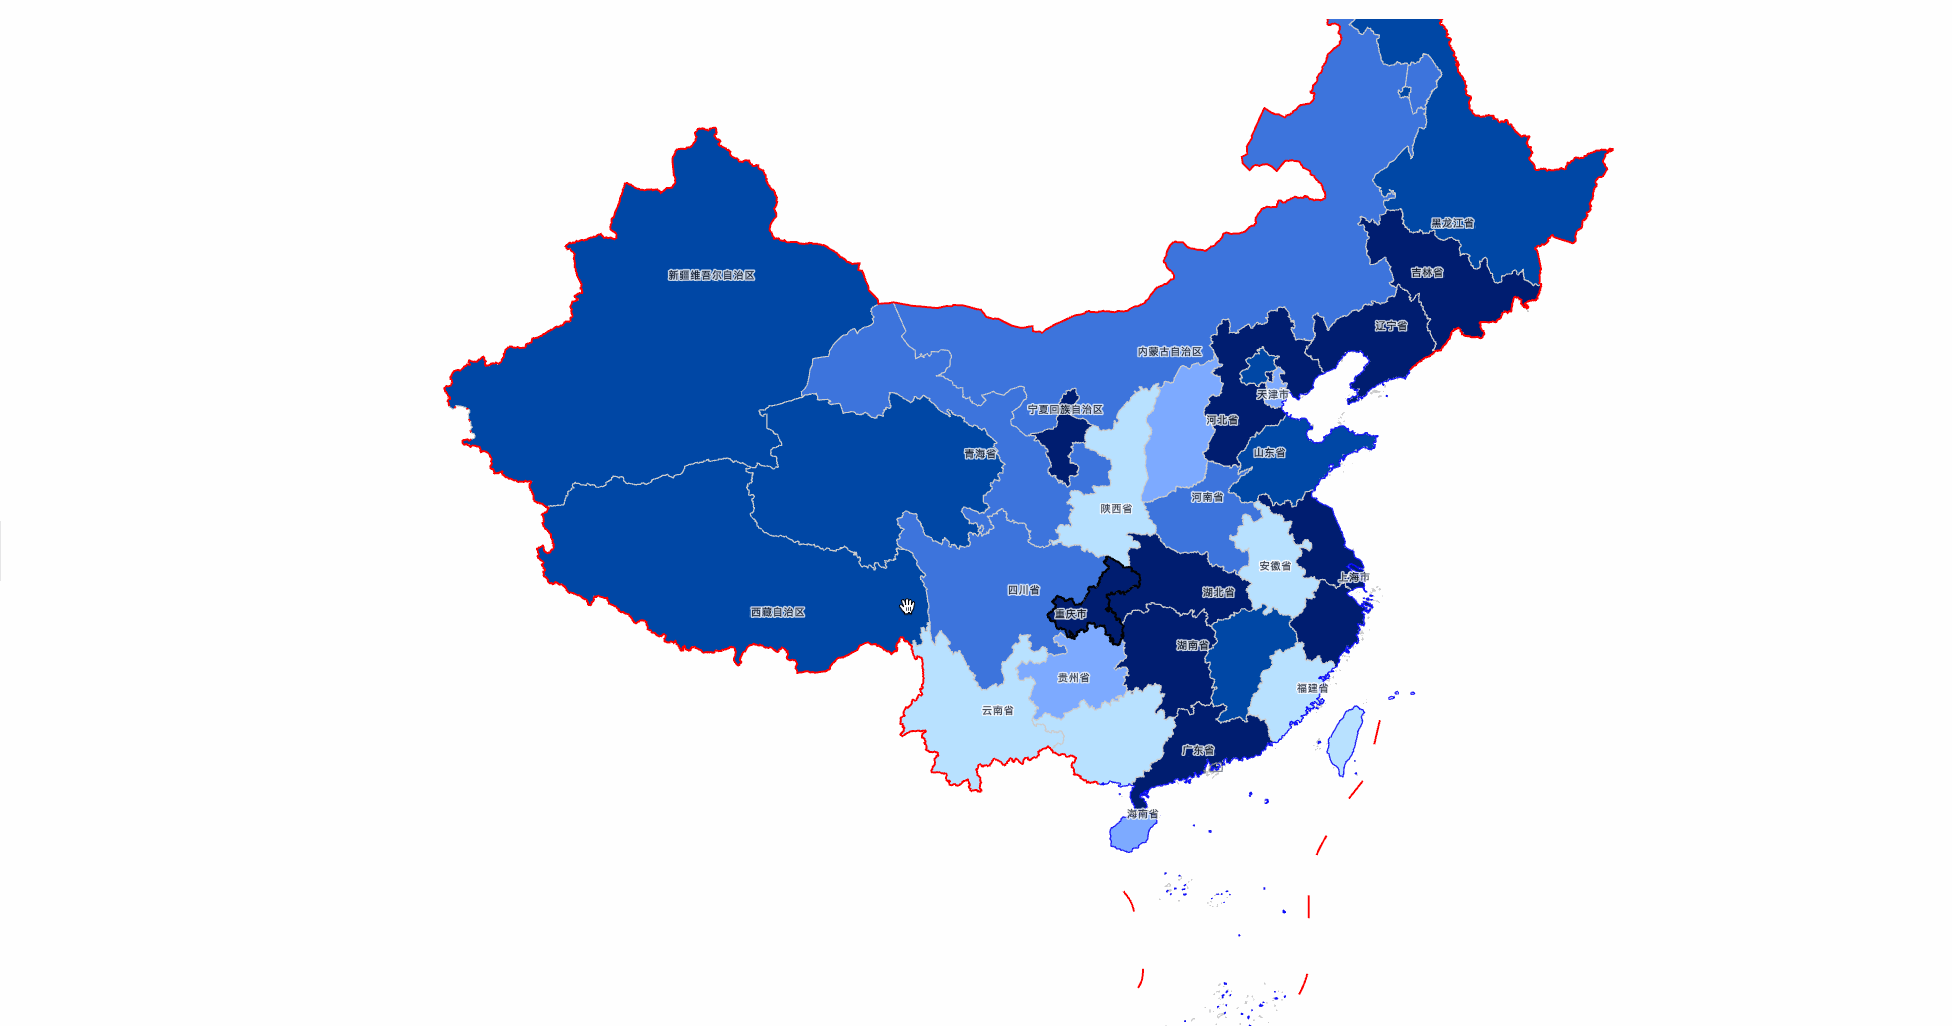 黑龙江省
吉林省
新疆维吾尔自治区
辽宁省
内蒙古自治区
天津市
宁夏回族自治区
河北省
青海省
山东省
河南省
陕西省
安徽省
上海市
四川省
湖北省
西藏自治区
重庆市
湖南省
贵州省
福建省
云南省
广东省
海南省